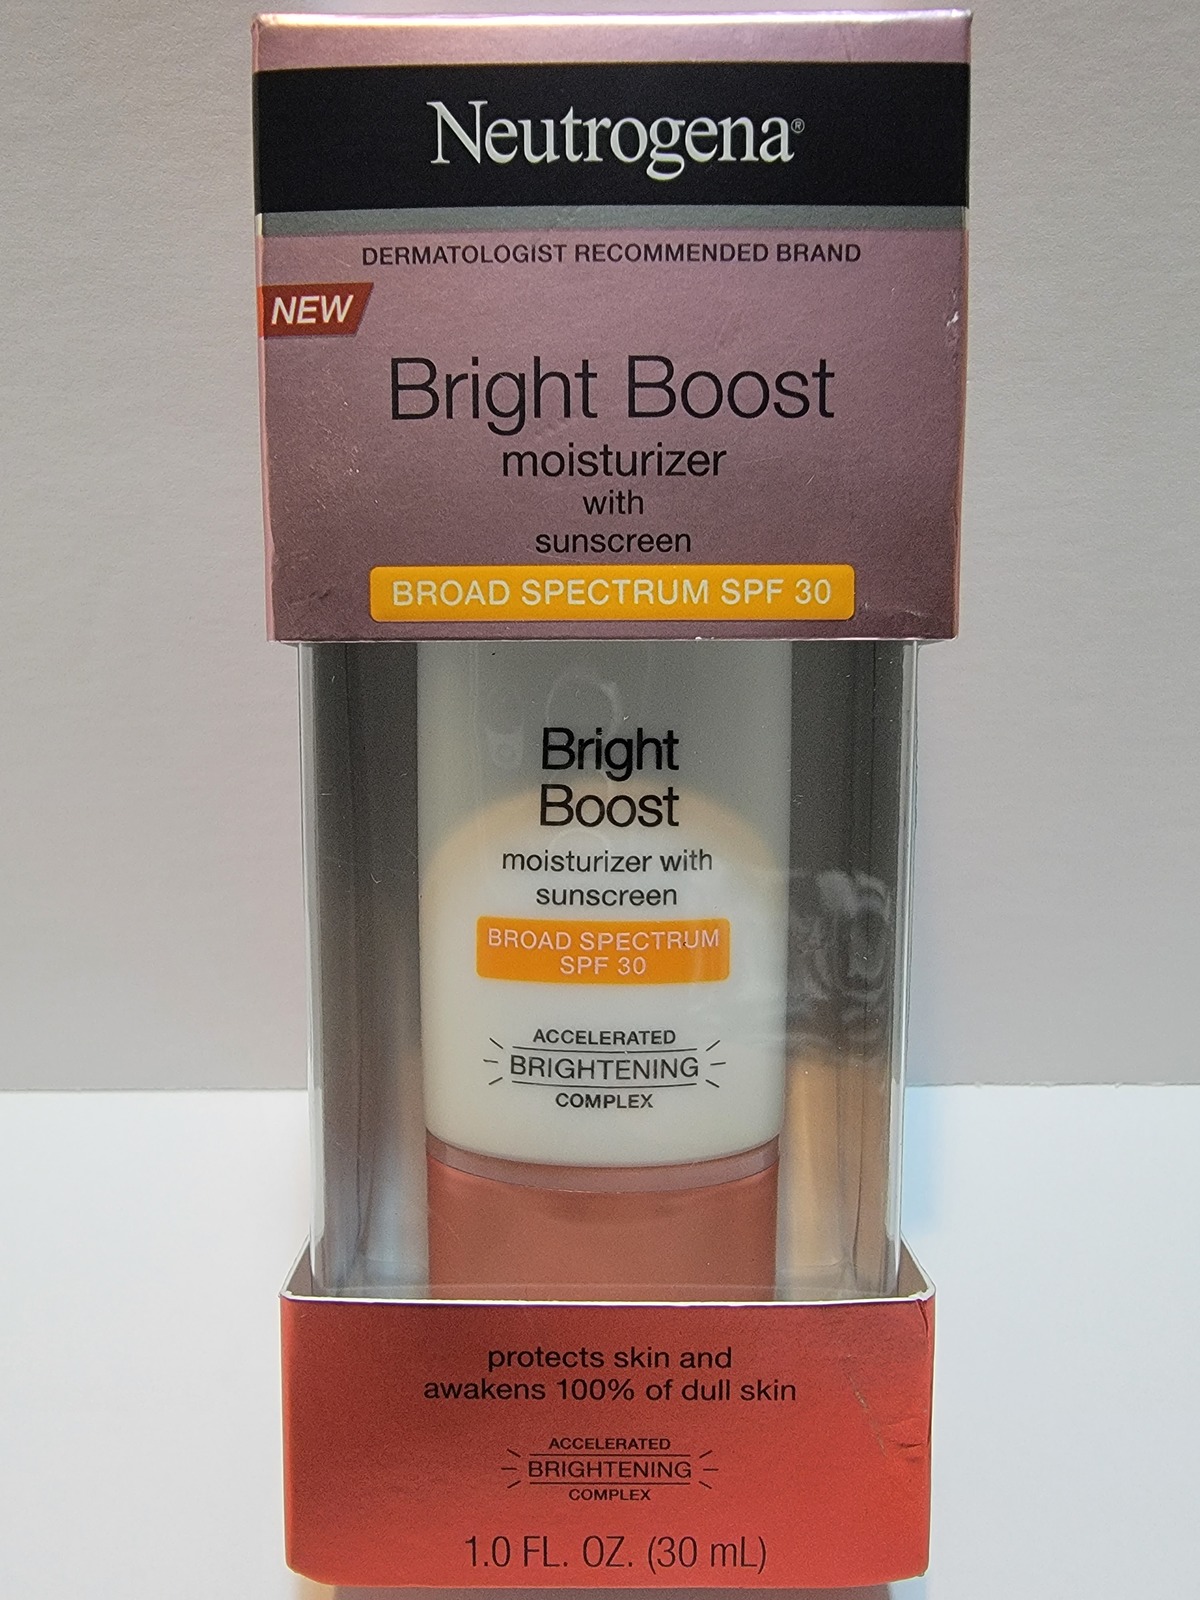 Neutrogena®
DERMATOLOGIST RECOMMENDED BRAND
NEW
Bright Boost
moisturizer
with
sunscreen
BROAD SPECTRUM SPF 30
Bright
Boost
moisturizer with
sunscreen
BROAD SPECTRUM
SPF 30
ACCELERATED
BRIGHTENING
COMPLEX
protects skin and
awakens 100% of dull skin
ACCELERATED
BRIGHTENING
COMPLEX
1.0 FL. OZ. (30 mL)